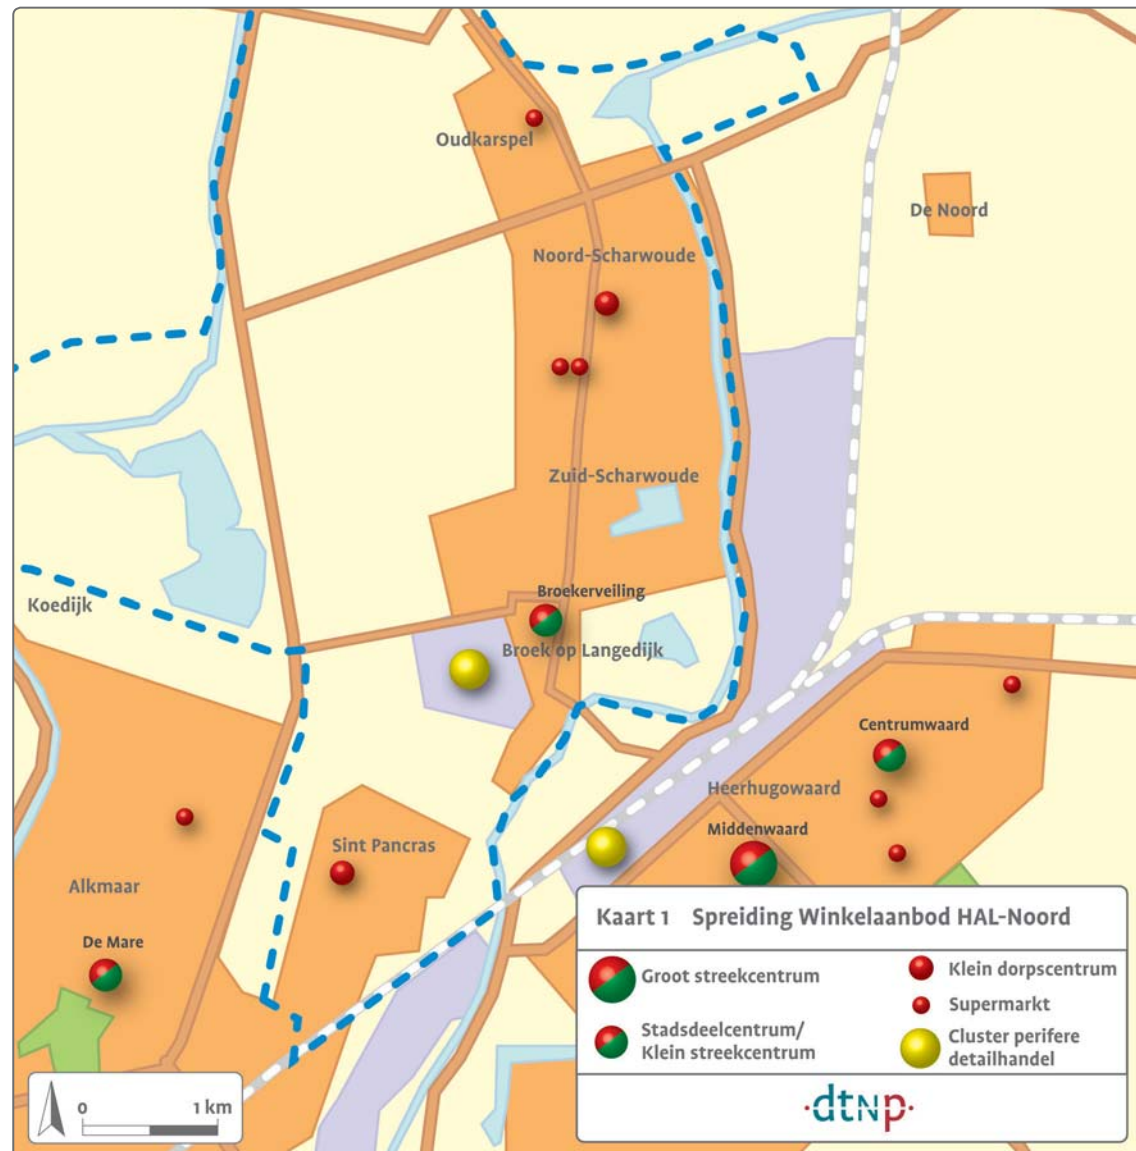 Oudkarspel
De Noord
Noord-Scharwoude
Zuid-Scharwoude
Broekerveiling
Koedijk
Broek op Langedijk
Centrumwaard
Heerhugowaard
Middenwaard
Sint Pancras
Alkmaar
De Mare
Kaart 1 Spreiding Winkelaanbod HAL-Noord
Groot streekcentrum
Stadsdeelcentrum/
Klein streekcentrum
Klein dorpscentrum
Supermarkt
Cluster perifere
detailhandel
0 1 km
·dtnp·